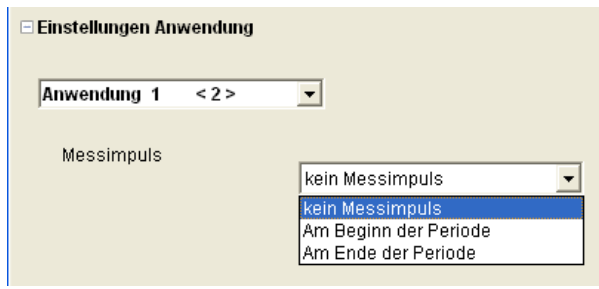 Einstellungen Anwendung
Anwendung 1 < 2 >
Messimpuls
kein Messimpuls
kein Messimpuls
Am Beginn der Periode
Am Ende der Periode